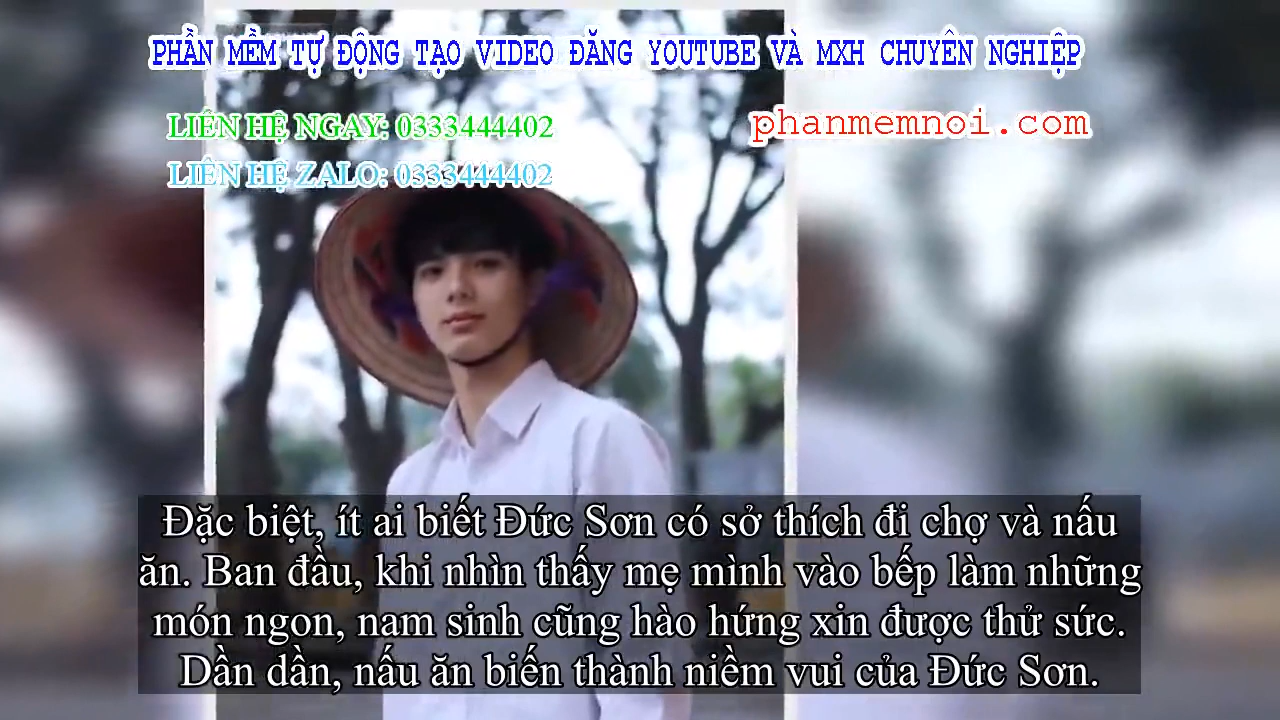 PHẦN MỀM TỰ ĐỘNG TẠO VIDEO ĐĂNG YOUTUBE VÀ MXH CHUYÊN NGHIỆP
LIÊN HỆ NGAY: 0333444402
phanmemnoi.com
LIÊN HỆ ZALO: 0333444402
Đặc biệt, ít ai biết Đức Sơn có sở thích đi chợ và nấu
ăn. Ban đầu, khi nhìn thấy mẹ mình vào bếp làm những
món ngon, nam sinh cũng hào hứng xin được thử sức.
Dần dần, nấu ăn biến thành niềm vui của Đức Sơn.